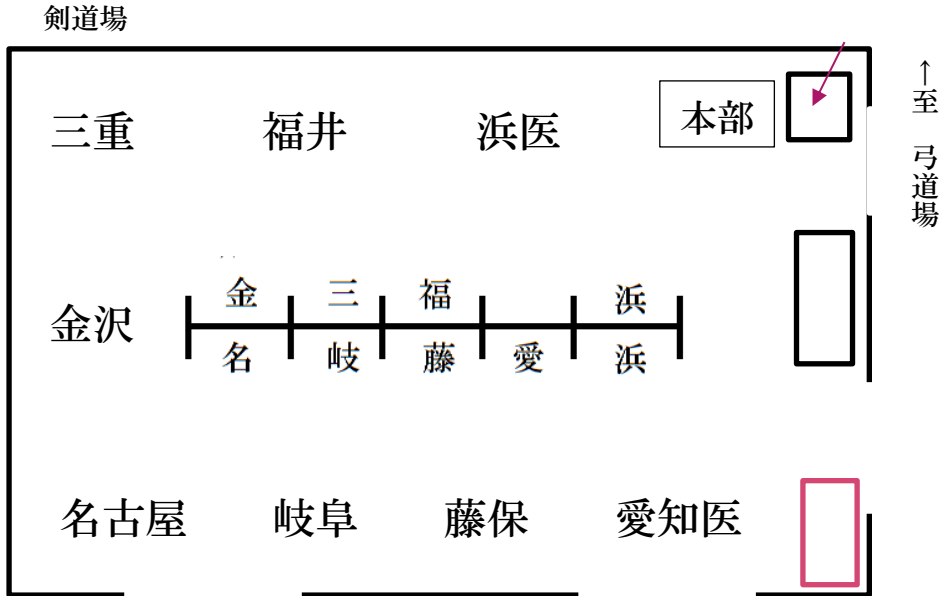 剣道場
三重 福井 浜医 本部
↑至 弓道場
金沢
金 三 福 浜
名 岐 藤 愛 浜
名古屋 岐阜 藤保 愛知医